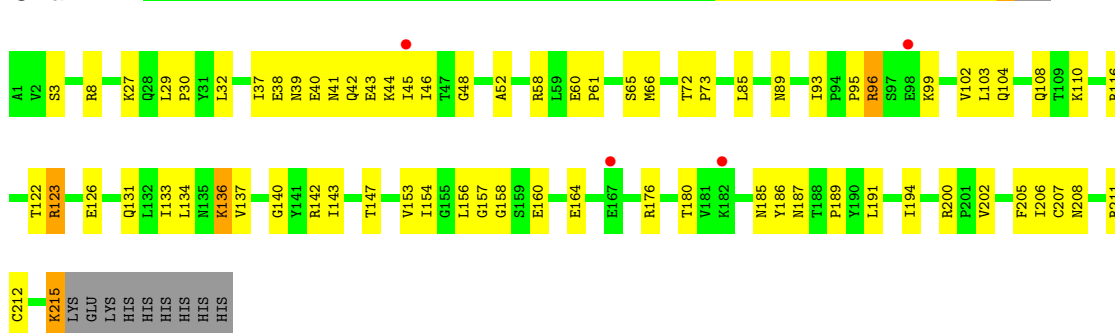 A1 V2 S3 R8 K27 Q28 L29 P30 Y31 L32 I37 E38 N39 E40 N41 Q42 E43 K44 I45 I46 T47 G48 A52 R58 L59 E60 P61 S65 M66 T72 P73 L85 N89 I93 P94 P95 R96 S97 E98 K99 V102 L103 Q104 Q108 T109 K110
T122 R123 E126 Q131 L132 I133 L134 N135 K136 V137 G140 Y141 R142 I143 T147 V153 I154 G155 L156 G157 G158 S159 E160 E164 E167 R176 T180 V181 K182 N185 Y186 N187 T188 P189 Y190 L191 I194 R200 P201 V202 F205 I206 C207 N208
C212 K215 LYS GLU LYS HIS HIS HIS HIS HIS HIS